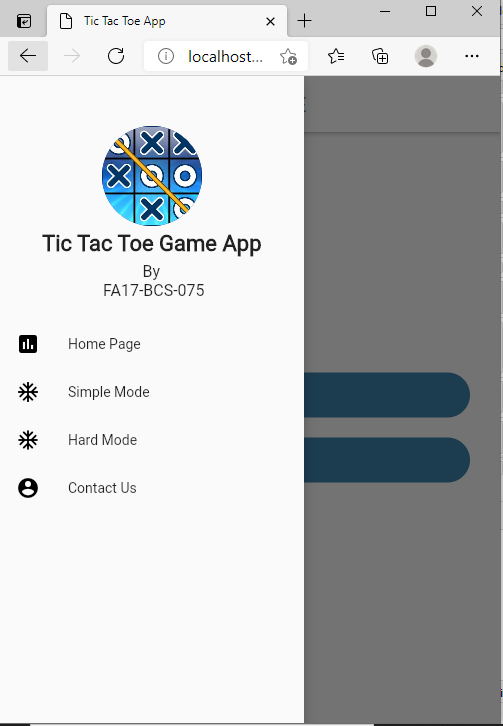 Tic Tac Toe App
localhost...
Tic Tac Toe Game App
By
FA17-BCS-075
Home Page
Simple Mode
Hard Mode
Contact Us